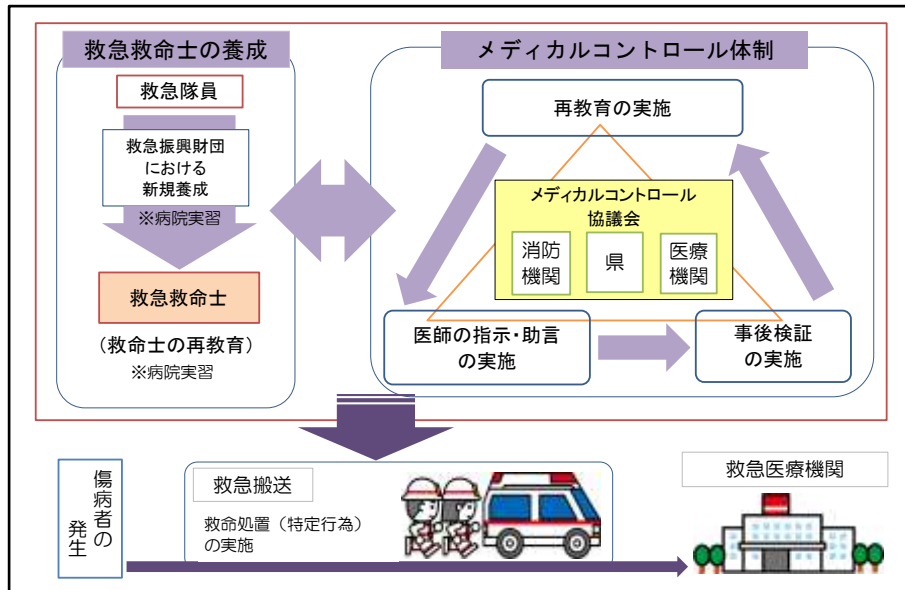 救急救命士の養成
救急隊員
救急振興財団
における
新規養成
※病院実習
救急救命士
(救命士の再教育)
※病院実習
メディカルコントロール体制
再教育の実施
メディカルコントロール
協議会
消防
機関
県
医療
機関
医師の指示・助言
の実施
事後検証
の実施
傷病者の
発生
救急搬送
救命処置（特定行為）
の実施
救急医療機関